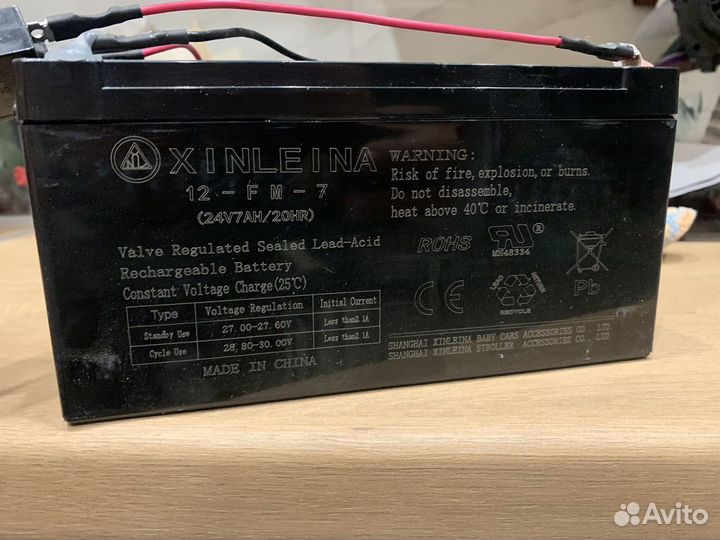 XINLEINA
12-FM-7
(24V7AH/20HR)
Valve Regulated Sealed Lead-Acid
Rechargeable Battery
Constant Voltage Charge(25℃)
Type Voltage Regulation Initial Current
Standby Use 27.00-27.60V Less than2.1A
Cycle Use 28.80-30.00V Less than2.1A
MADE IN CHINA
WARNING:
Risk of fire, explosion, or burns.
Do not disassemble,
heat above 40℃ or incinerate.
ROHS
MH48334
CE
LEAD
RETURN
RECYCLE
Pb
SHANGHAI XINLEINA BABY CARS ACCESSORIES CO., LTD
SHANGHAI XINLEINA STROLLER ACCESSORIES CO., LTD
Avito